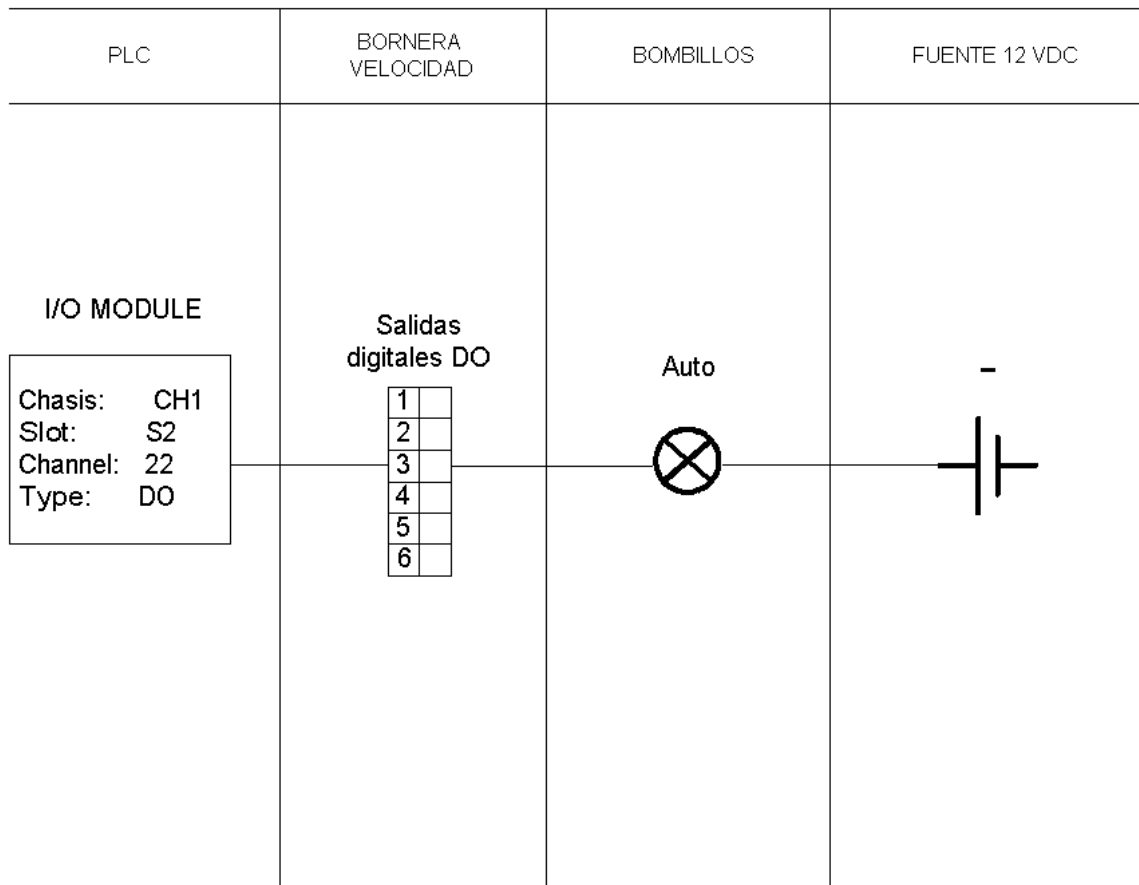 PLC
BORNERA
VELOCIDAD
BOMBILLOS
FUENTE 12 VDC
I/O MODULE
Chasis: CH1
Slot: S2
Channel: 22
Type: DO
Salidas
digitales DO
1
2
3
4
5
6
Auto
-